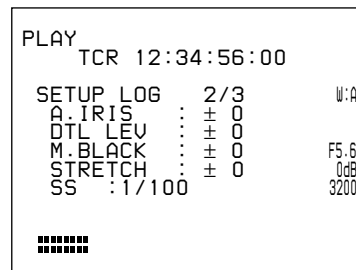 PLAY
TCR 12:34:56:00
SETUP LOG 2/3
W:A
A.IRIS : ± 0
DTL LEV : ± 0
M.BLACK : ± 0
F5.6
STRETCH : ± 0
0dB
SS :1/100
3200